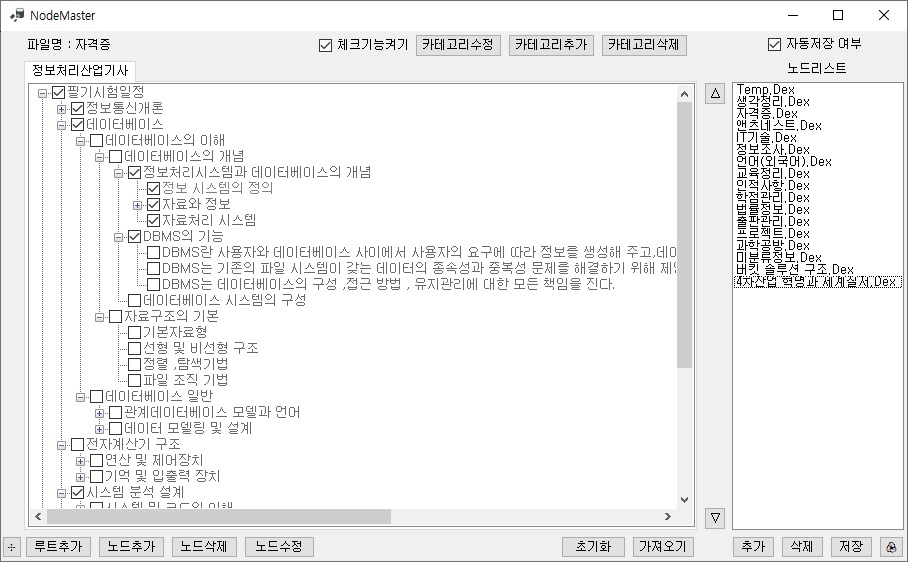 NodeMaster
파일명 : 자격증
체크기능켜기 카테고리수정 카테고리추가 카테고리삭제
자동저장 여부
정보처리산업기사
노드리스트
필기시험일정
정보통신개론
데이터베이스
데이터베이스의 이해
데이터베이스의 개념
정보처리시스템과 데이터베이스의 개념
정보 시스템의 정의
자료와 정보
자료처리 시스템
DBMS의 기능
DBMS란 사용자와 데이터베이스 사이에서 사용자의 요구에 따라 정보를 생성해 주고,데이
DBMS는 기존의 파일 시스템이 갖는 데이터의 종속성과 중복성 문제를 해결하기 위해 제안
DBMS는 데이터베이스의 구성 ,접근 방법 , 유지관리에 대한 모든 책임을 진다.
데이터베이스 시스템의 구성
자료구조의 기본
기본자료형
선형 및 비선형 구조
정렬 ,탐색기법
파일 조직 기법
데이터베이스 일반
관계데이터베이스 모델과 언어
데이터 모델링 및 설계
전자계산기 구조
연산 및 제어장치
기억 및 입출력 장치
시스템 분석 설계
시스템 및 코드의 이해
Temp.Dex
생각정리.Dex
자격증.Dex
앤츠네스트.Dex
IT기술.Dex
정보조사.Dex
언어(외국어).Dex
교육정리.Dex
인적사항.Dex
학점관리.Dex
법률정보.Dex
출판관리.Dex
프로젝트.Dex
과학공방.Dex
미분류정보.Dex
버킷 솔루션 구조.Dex
4차산업 혁명과 세계질서.Dex
루트추가 노드추가 노드삭제 노드수정 초기화 가져오기 추가 삭제 저장